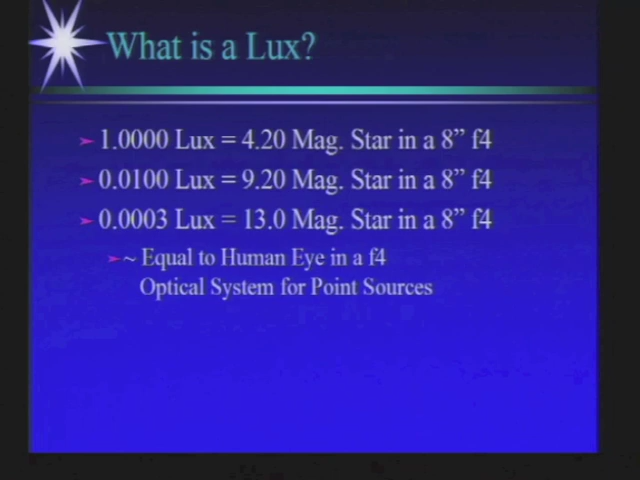 What is a Lux?
1.0000 Lux = 4.20 Mag. Star in a 8” f4
0.0100 Lux = 9.20 Mag. Star in a 8” f4
0.0003 Lux = 13.0 Mag. Star in a 8” f4
~ Equal to Human Eye in a f4
Optical System for Point Sources